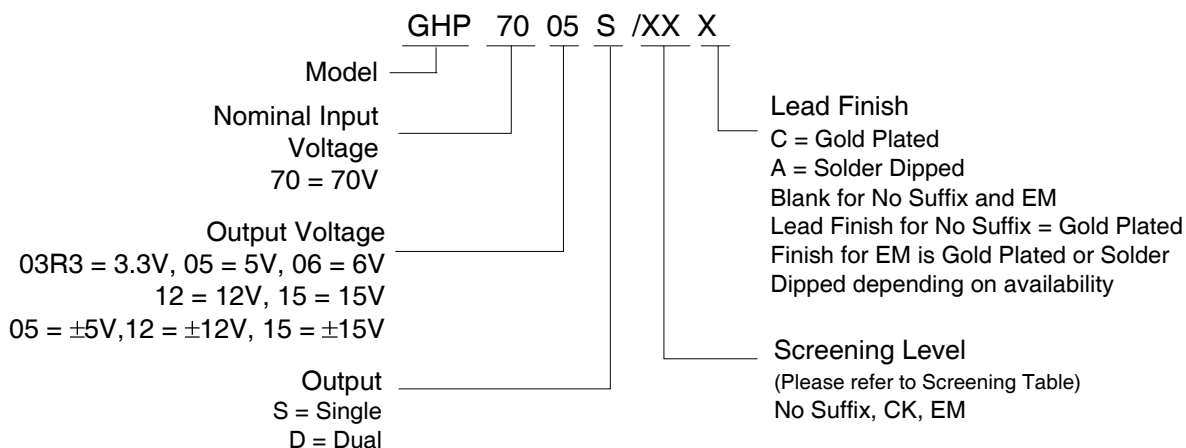 GHP 70 05 S /XX X
Model
Nominal Input
Voltage
70 = 70V
Output Voltage
03R3 = 3.3V, 05 = 5V, 06 = 6V
12 = 12V, 15 = 15V
05 = ±5V,12 = ±12V, 15 = ±15V
Output
S = Single
D = Dual
Lead Finish
C = Gold Plated
A = Solder Dipped
Blank for No Suffix and EM
Lead Finish for No Suffix = Gold Plated
Finish for EM is Gold Plated or Solder
Dipped depending on availability
Screening Level
(Please refer to Screening Table)
No Suffix, CK, EM